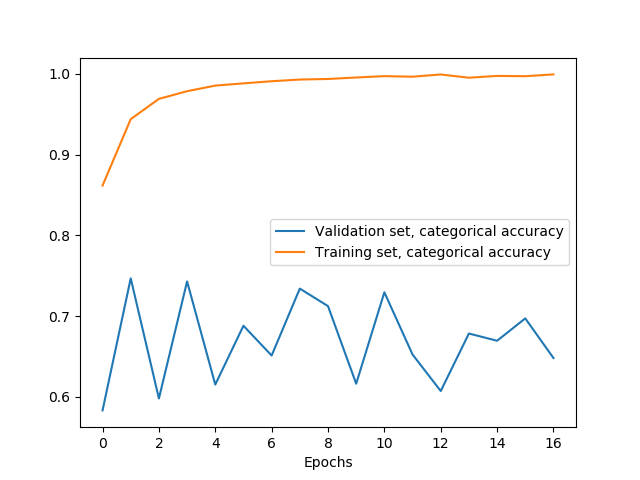 1.0
0.9
0.8
0.7
0.6
Validation set, categorical accuracy
Training set, categorical accuracy
0 2 4 6 8 10 12 14 16
Epochs